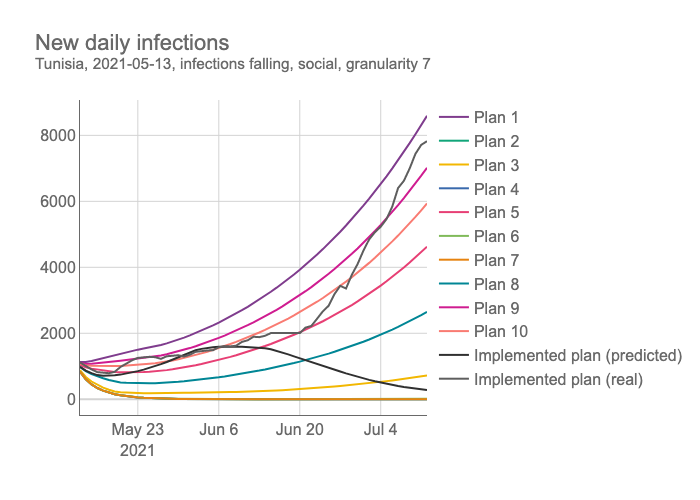 New daily infections
Tunisia, 2021-05-13, infections falling, social, granularity 7
8000
6000
4000
2000
0
May 23
2021
Jun 6
Jun 20
Jul 4
Plan 1
Plan 2
Plan 3
Plan 4
Plan 5
Plan 6
Plan 7
Plan 8
Plan 9
Plan 10
Implemented plan (predicted)
Implemented plan (real)